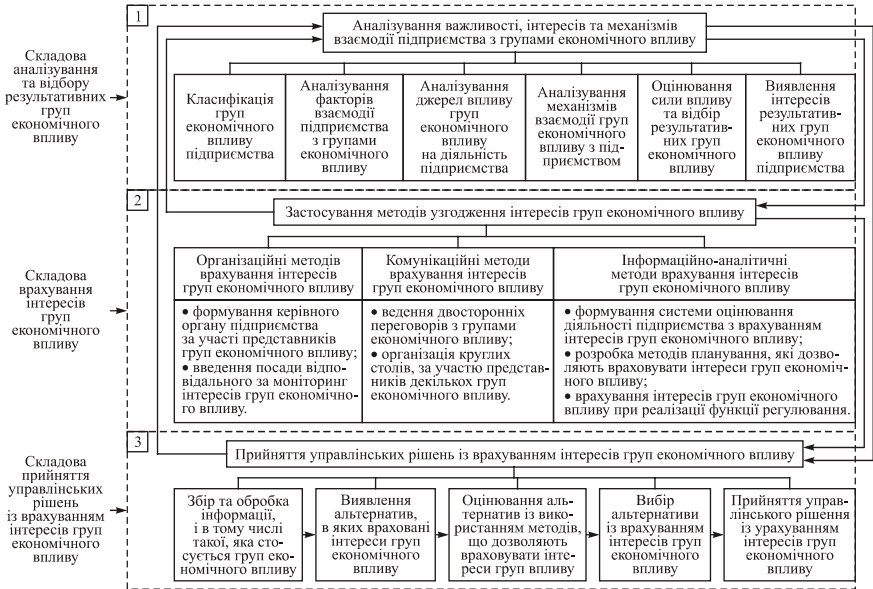 1
Аналізування важливості, інтересів та механізмів
взаємодії підприємства з групами економічного впливу
Складова
аналізування
та відбору
результативних
груп
економічного
впливу
Класифікація
груп
економічного
впливу
підприємства
Аналізування
факторів
взаємодії
підприємства
з групами
економічного
впливу
Аналізування
джерел впливу
груп
економічного
впливу
на діяльність
підприємства
Аналізування
механізмів
взаємодії груп
економічного
впливу з під-
приємством
Оцінювання
сили впливу
та відбір
результатив-
них груп
економічного
впливу
Виявлення
інтересів
результатив-
них груп
економічного
впливу
підприємства
2
Застосування методів узгодження інтересів груп економічного впливу
Складова
врахування
інтересів
груп
економічного
впливу
Організаційні методів
врахування інтересів
груп економічного впливу
• формування керівного
органу підприємства
за участі представників
груп економічного впливу;
• введення посади відпо-
відального за моніторинг
інтересів груп економічно-
го впливу.
Комунікаційні методи
врахування інтересів
груп економічного впливу
• ведення двосторонніх
переговорів з групами
економічного впливу;
• організація круглих
столів, за участю представ-
ників декількох груп
економічного впливу.
Інформаційно-аналітичні
методи врахування інтересів
груп економічного впливу
• формування системи оцінювання
діяльності підприємства з врахуванням
інтересів груп економічного впливу;
• розробка методів планування, які дозво-
ляють враховувати інтереси груп економіч-
ного впливу;
• врахування інтересів груп економічного
впливу при реалізації функції регулювання.
3
Прийняття управлінських рішень із врахуванням інтересів груп економічного впливу
Складова
прийняття
управлінських
рішень
із врахуванням
інтересів груп
економічного
впливу
Збір та обробка
інформації,
і в тому числі
такої, яка сто-
сується груп еко-
номічного впливу
Виявлення
альтернатив,
в яких враховані
інтереси груп
економічного
впливу
Оцінювання аль-
тернатив із вико-
ристанням методів,
що дозволяють
враховувати інте-
реси груп впливу
Вибір
альтернативи
із врахуванням
інтересів груп
економічного
впливу
Прийняття управ-
лінського рішення
із урахуванням
інтересів груп
економічного
впливу